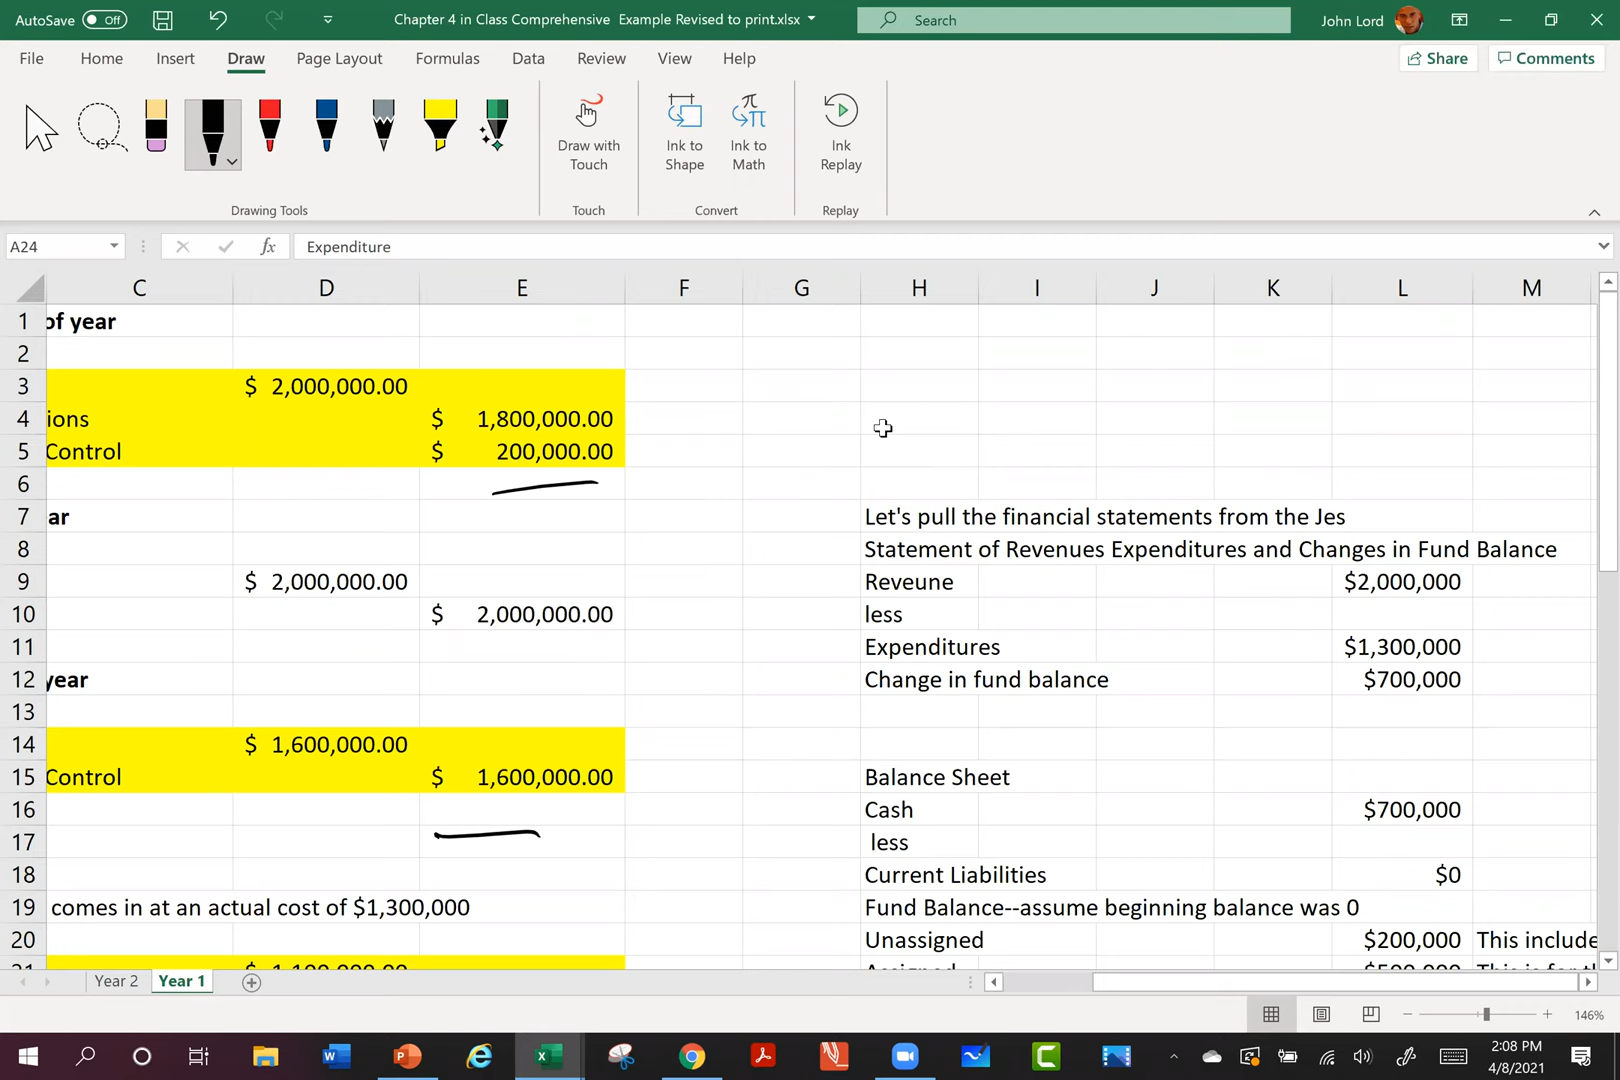 AutoSave Off Chapter 4 in Class Comprehensive Example Revised to print.xlsx Search John Lord
File Home Insert Draw Page Layout Formulas Data Review View Help Share Comments
Draw with Touch
Ink to Shape
Ink to Math
Ink Replay
Drawing Tools Touch Convert Replay
A24 fx Expenditure
C D E F G H I J K L M
1 of year
2
3 $ 2,000,000.00
4 ions $ 1,800,000.00
5 Control $ 200,000.00
6
7 ar Let's pull the financial statements from the Jes
8 Statement of Revenues Expenditures and Changes in Fund Balance
9 $ 2,000,000.00 Reveune $2,000,000
10 $ 2,000,000.00 less
11 Expenditures $1,300,000
12 year Change in fund balance $700,000
13
14 $ 1,600,000.00
15 Control $ 1,600,000.00 Balance Sheet
16 Cash $700,000
17 less
18 Current Liabilities $0
19 comes in at an actual cost of $1,300,000 Fund Balance--assume beginning balance was 0
20 Unassigned $200,000 This include
Year 2 Year 1
146%
2:08 PM
4/8/2021